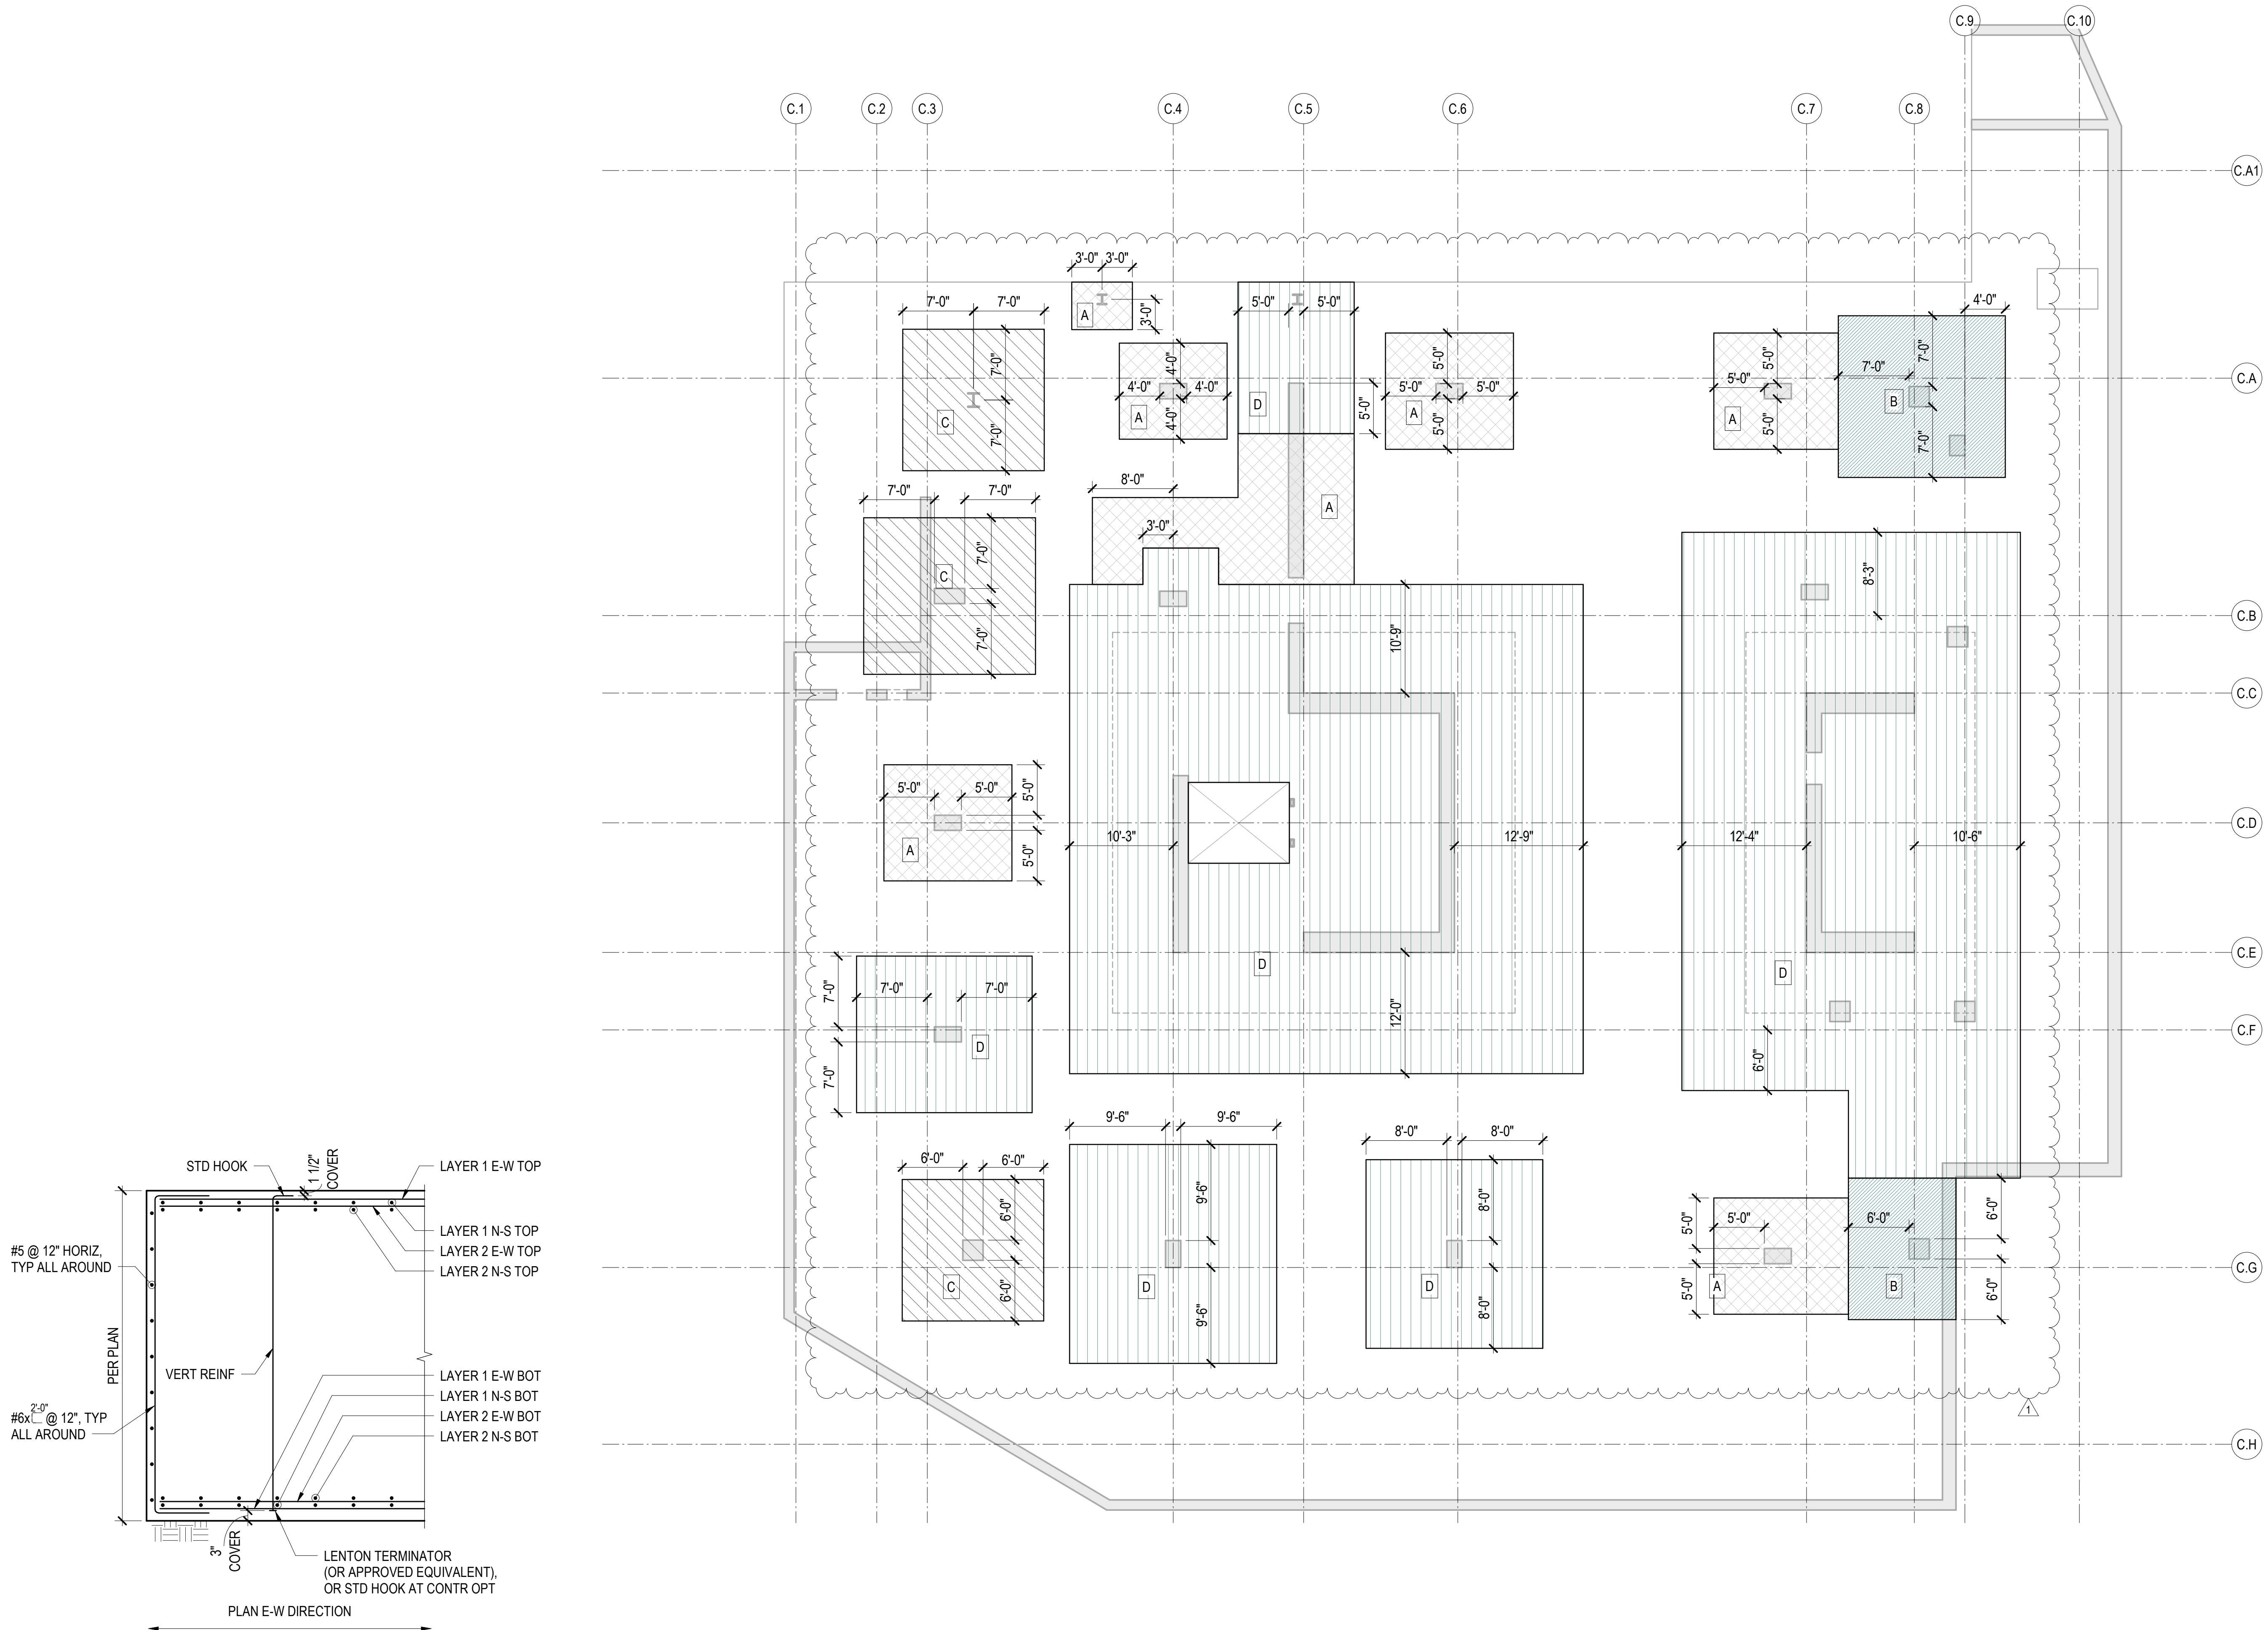 C.9
C.10
C.1
C.2
C.3
C.4
C.5
C.6
C.7
C.8
C.A1
3'-0"
3'-0"
3'-0"
A
7'-0"
7'-0"
7'-0"
7'-0"
C
4'-0"
4'-0"
4'-0"
4'-0"
A
5'-0"
5'-0"
5'-0"
D
5'-0"
5'-0"
5'-0"
5'-0"
A
5'-0"
5'-0"
5'-0"
A
4'-0"
7'-0"
7'-0"
7'-0"
B
C.A
8'-0"
3'-0"
A
7'-0"
7'-0"
7'-0"
7'-0"
C
10'-9"
8'-3"
C.B
C.C
5'-0"
5'-0"
5'-0"
5'-0"
A
10'-3"
12'-9"
12'-4"
10'-6"
C.D
D
12'-0"
D
6'-0"
C.E
7'-0"
7'-0"
7'-0"
7'-0"
D
C.F
6'-0"
6'-0"
6'-0"
6'-0"
C
9'-6"
9'-6"
9'-6"
9'-6"
D
8'-0"
8'-0"
8'-0"
8'-0"
D
5'-0"
5'-0"
5'-0"
A
6'-0"
6'-0"
6'-0"
B
C.G
1
C.H
STD HOOK
1 1/2"
COVER
LAYER 1 E-W TOP
LAYER 1 N-S TOP
LAYER 2 E-W TOP
LAYER 2 N-S TOP
#5 @ 12" HORIZ,
TYP ALL AROUND
PER PLAN
VERT REINF
LAYER 1 E-W BOT
LAYER 1 N-S BOT
LAYER 2 E-W BOT
LAYER 2 N-S BOT
2'-0"
#6x @ 12", TYP
ALL AROUND
3"
COVER
LENTON TERMINATOR
(OR APPROVED EQUIVALENT),
OR STD HOOK AT CONTR OPT
PLAN E-W DIRECTION